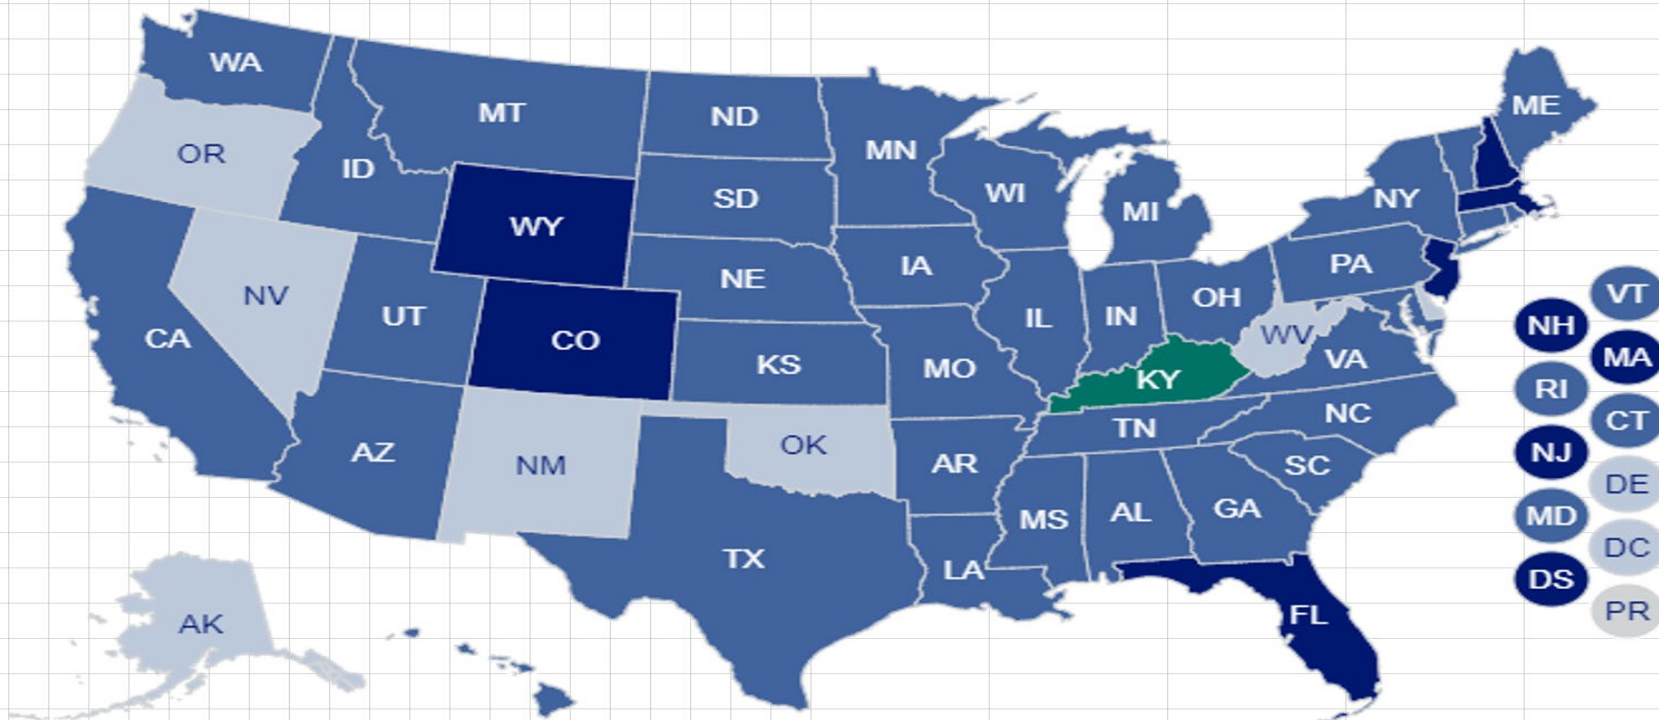 WA
ME
MT
ND
MN
OR
ID
WI
SD
NY
MI
WY
IA
PA
NE
NV
OH
VT
UT
IL
IN
NH
CA
CO
WV
MA
KS
MO
VA
KY
RI
NC
TN
CT
AZ
OK
NJ
NM
AR
SC
DE
MS
AL
GA
MD
TX
LA
DC
DS
FL
PR
AK